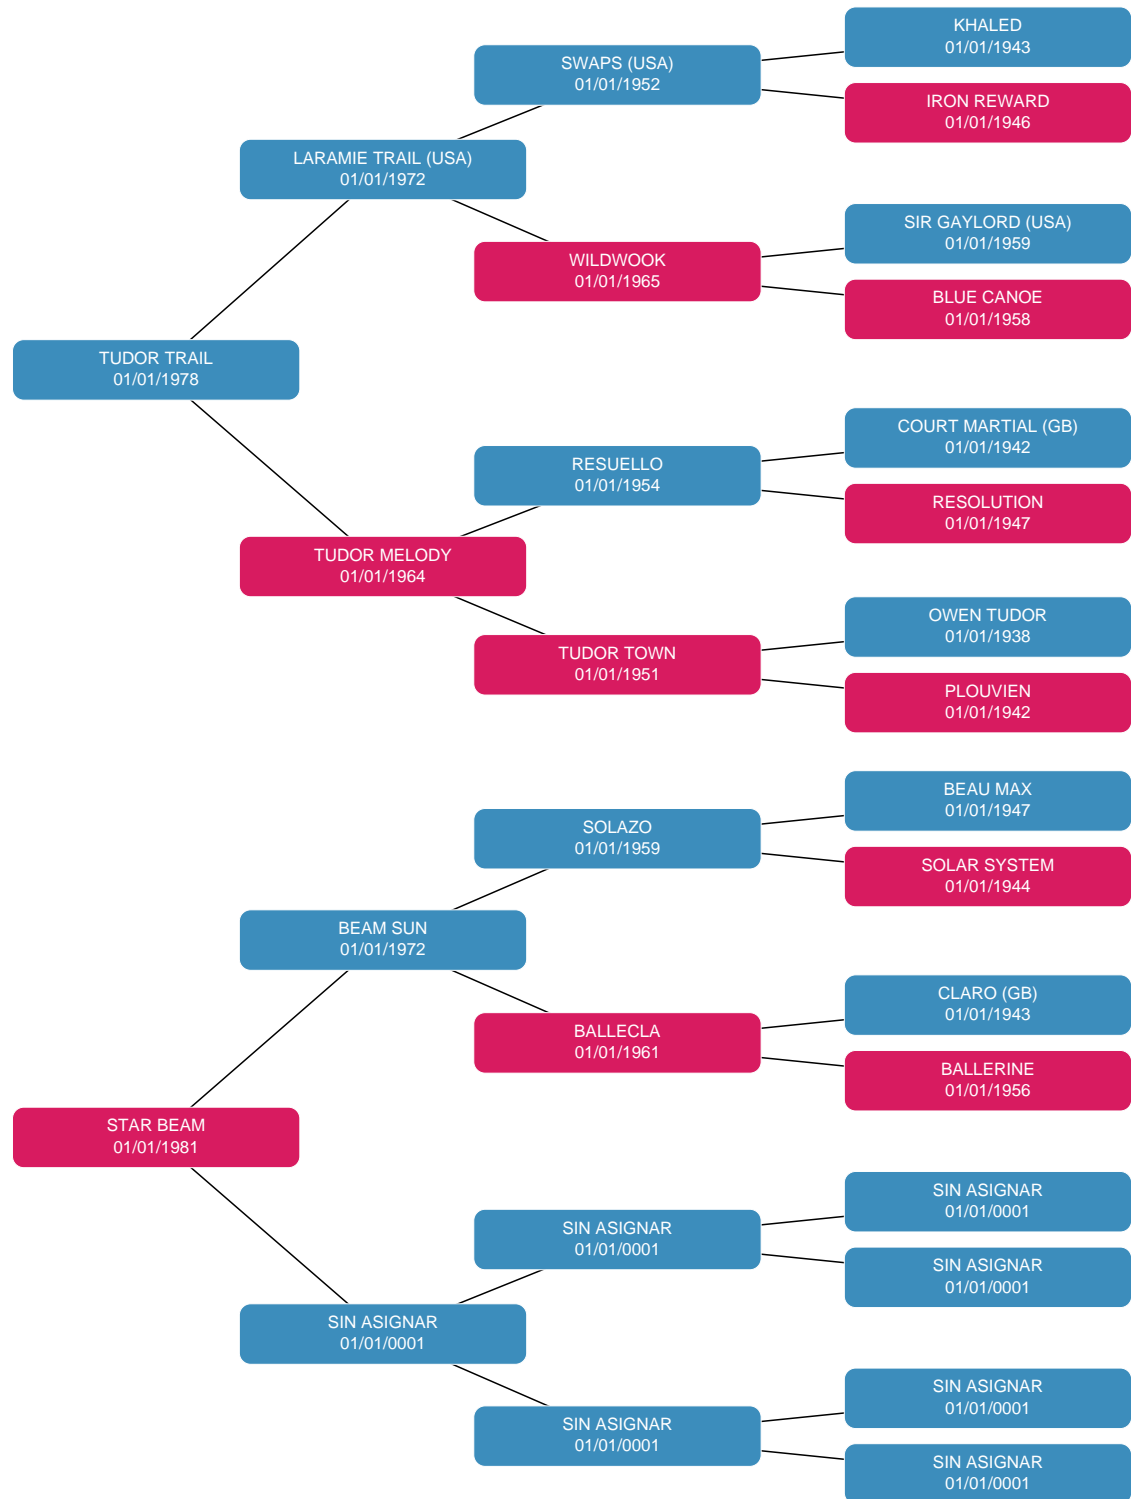 KHALED
01/01/1943
SWAPS (USA)
01/01/1952
IRON REWARD
01/01/1946
LARAMIE TRAIL (USA)
01/01/1972
SIR GAYLORD (USA)
01/01/1959
WILDWOOK
01/01/1965
BLUE CANOE
01/01/1958
TUDOR TRAIL
01/01/1978
COURT MARTIAL (GB)
01/01/1942
RESUELLO
01/01/1954
RESOLUTION
01/01/1947
TUDOR MELODY
01/01/1964
OWEN TUDOR
01/01/1938
TUDOR TOWN
01/01/1951
PLOUVIEN
01/01/1942
BEAU MAX
01/01/1947
SOLAZO
01/01/1959
SOLAR SYSTEM
01/01/1944
BEAM SUN
01/01/1972
CLARO (GB)
01/01/1943
BALLECLA
01/01/1961
BALLERINE
01/01/1956
STAR BEAM
01/01/1981
SIN ASIGNAR
01/01/0001
SIN ASIGNAR
01/01/0001
SIN ASIGNAR
01/01/0001
SIN ASIGNAR
01/01/0001
SIN ASIGNAR
01/01/0001
SIN ASIGNAR
01/01/0001
SIN ASIGNAR
01/01/0001